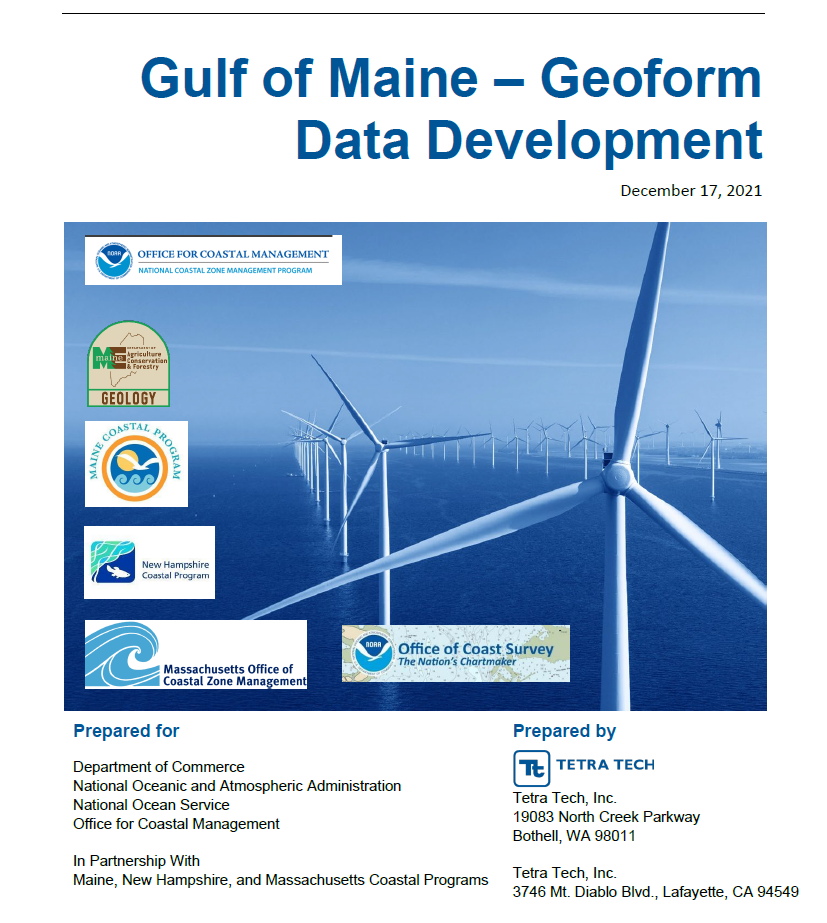 Gulf of Maine – Geoform
Data Development
December 17, 2021
NOAA
OFFICE FOR COASTAL MANAGEMENT
NATIONAL COASTAL ZONE MANAGEMENT PROGRAM
maine
Agriculture
Conservation
& Forestry
GEOLOGY
MAINE COASTAL PROGRAM
New Hampshire
Coastal Program
Massachusetts Office of
Coastal Zone Management
NOAA
Office of Coast Survey
The Nation's Chartmaker
Prepared for
Department of Commerce
National Oceanic and Atmospheric Administration
National Ocean Service
Office for Coastal Management
In Partnership With
Maine, New Hampshire, and Massachusetts Coastal Programs
Prepared by
Tt TETRA TECH
Tetra Tech, Inc.
19083 North Creek Parkway
Bothell, WA 98011
Tetra Tech, Inc.
3746 Mt. Diablo Blvd., Lafayette, CA 94549